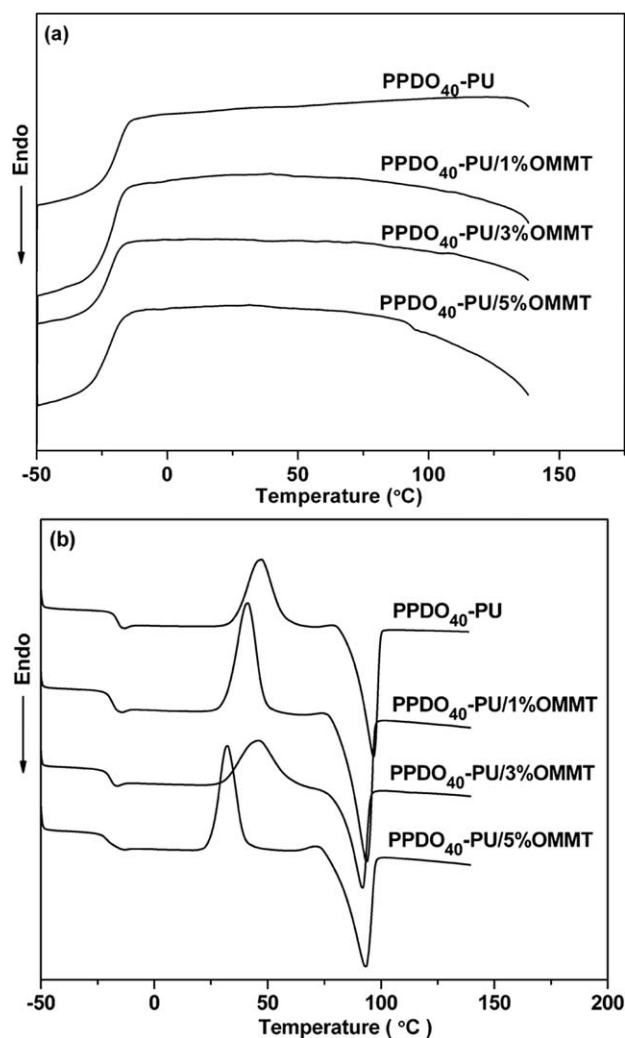 (a)
PPDO40-PU
PPDO40-PU/1%OMMT
PPDO40-PU/3%OMMT
PPDO40-PU/5%OMMT
Endo
-50 0 50 100 150
Temperature (°C)
(b)
PPDO40-PU
PPDO40-PU/1%OMMT
PPDO40-PU/3%OMMT
PPDO40-PU/5%OMMT
Endo
-50 0 50 100 150 200
Temperature ( °C)